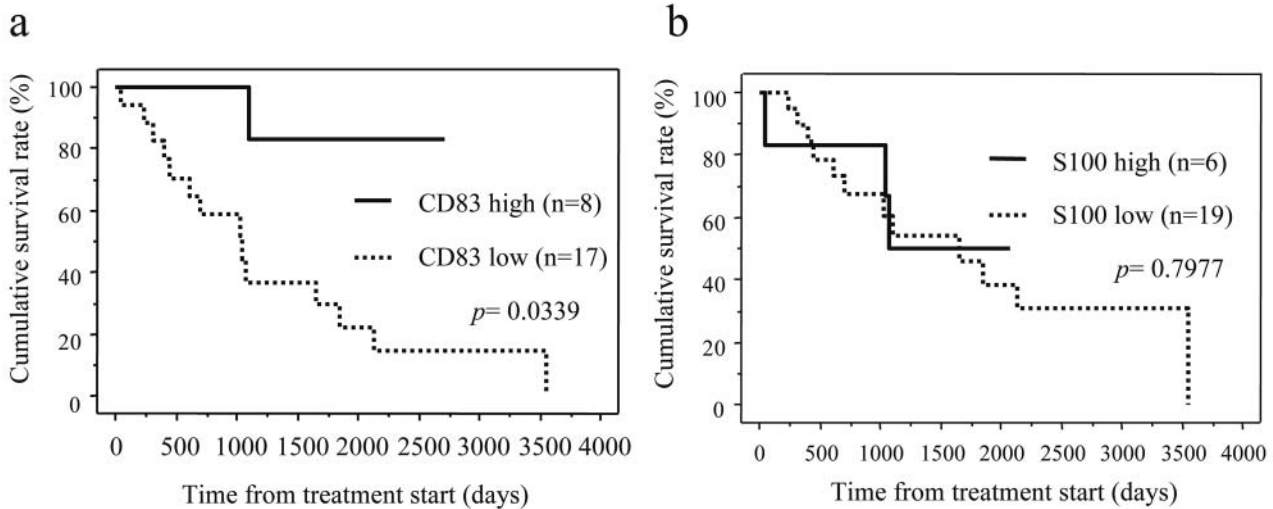 a
Cumulative survival rate (%)
100
80
60
40
20
0
CD83 high (n=8)
CD83 low (n=17)
p= 0.0339
0 500 1000 1500 2000 2500 3000 3500 4000
Time from treatment start (days)
b
Cumulative survival rate (%)
100
80
60
40
20
0
S100 high (n=6)
S100 low (n=19)
p= 0.7977
0 500 1000 1500 2000 2500 3000 3500 4000
Time from treatment start (days)